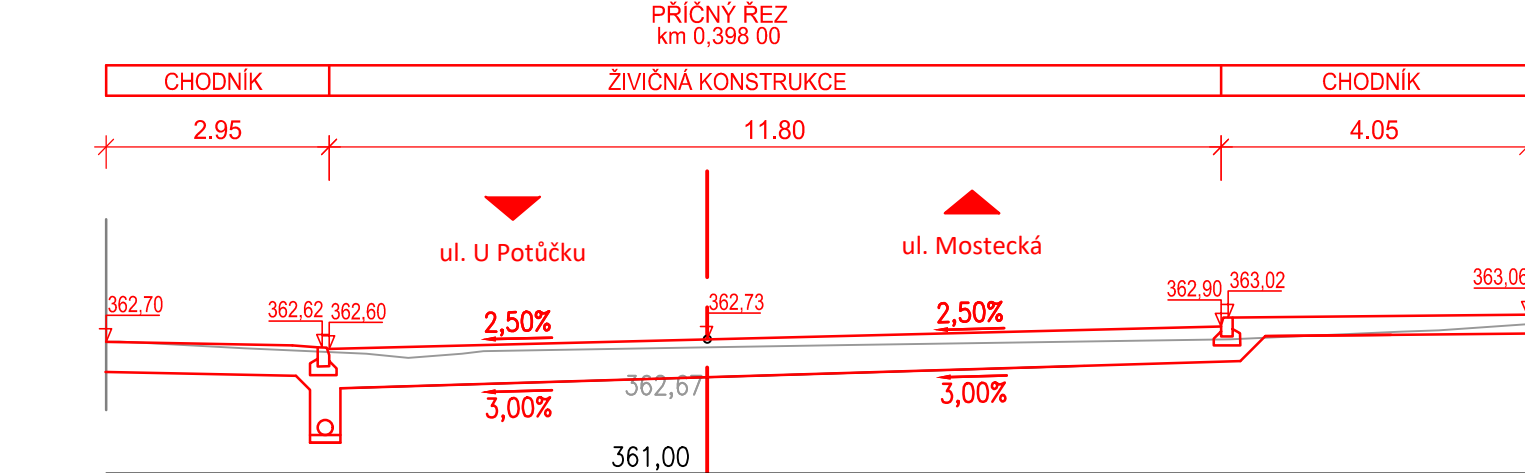 PŘÍČNÝ ŘEZ
km 0,398 00
CHODNÍK ŽIVIČNÁ KONSTRUKCE CHODNÍK
2.95 11.80 4.05
ul. U Potůčku ul. Mostecká
362,70 362,62 362,60 362,73 362,90 363,02 363,06
2,50% 2,50%
362,67
3,00% 3,00%
361,00